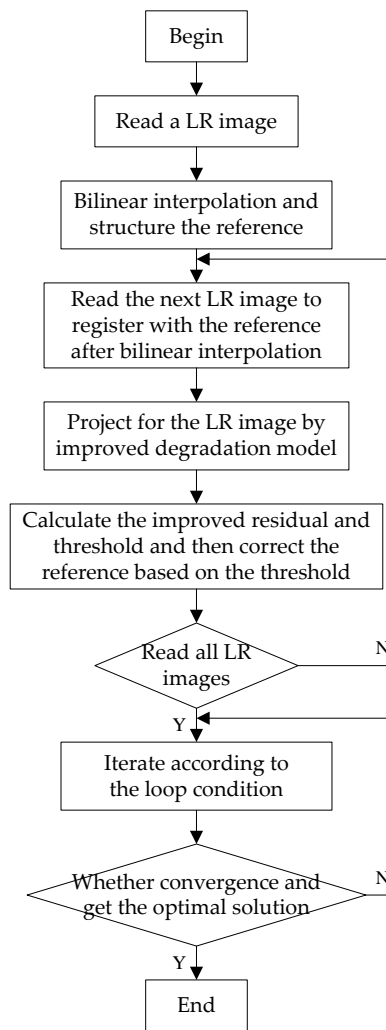 Begin
Read a LR image
Bilinear interpolation and
structure the reference
Read the next LR image to
register with the reference
after bilinear interpolation
Project for the LR image by
improved degradation model
Calculate the improved residual and
threshold and then correct the
reference based on the threshold
Read all LR
images
N
Y
Iterate according to
the loop condition
Whether convergence and
get the optimal solution
N
Y
End